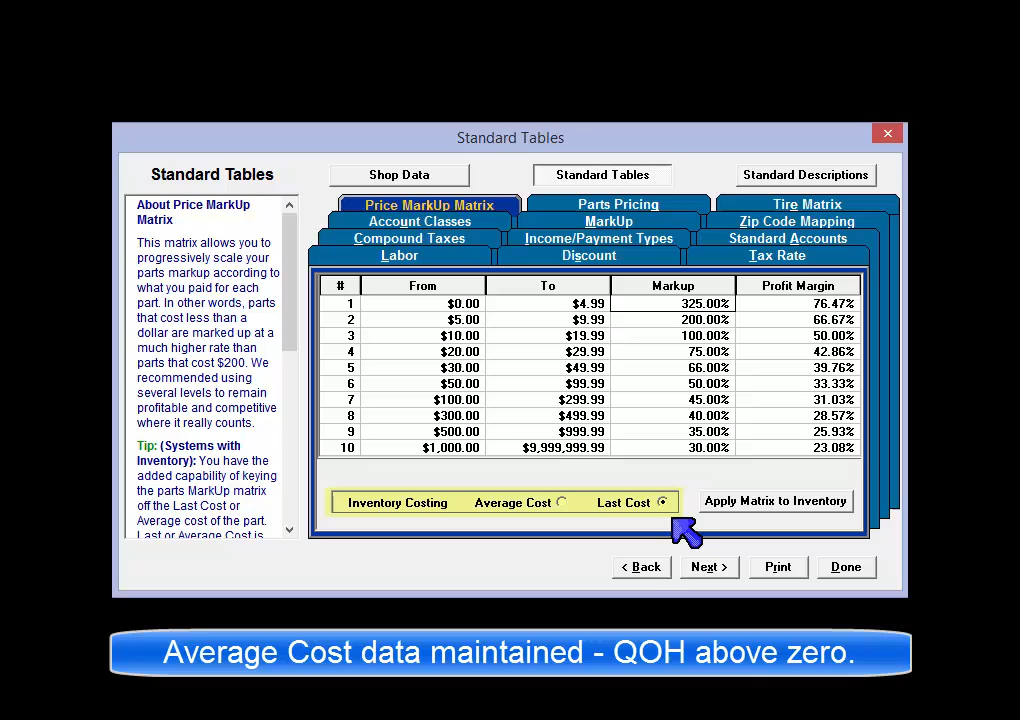 Standard Tables
Standard Tables
Shop Data
Standard Tables
Standard Descriptions
About Price MarkUp
Matrix
This matrix allows you to
progressively scale your
parts markup according to
what you paid for each
part. In other words, parts
that cost less than a
dollar are marked up at a
much higher rate than
parts that cost $200. We
recommended using
several levels to remain
profitable and competitive
where it really counts.
Tip: (Systems with
Inventory): You have the
added capability of keying
the parts MarkUp matrix
off the Last Cost or
Average cost of the part.
Last or Average Cost is
Price MarkUp Matrix
Parts Pricing
Tire Matrix
Account Classes
MarkUp
Zip Code Mapping
Compound Taxes
Income/Payment Types
Standard Accounts
Labor
Discount
Tax Rate
# From To Markup Profit Margin
1 $0.00 $4.99 325.00% 76.47%
2 $5.00 $9.99 200.00% 66.67%
3 $10.00 $19.99 100.00% 50.00%
4 $20.00 $29.99 75.00% 42.86%
5 $30.00 $49.99 66.00% 39.76%
6 $50.00 $99.99 50.00% 33.33%
7 $100.00 $299.99 45.00% 31.03%
8 $300.00 $499.99 40.00% 28.57%
9 $500.00 $999.99 35.00% 25.93%
10 $1,000.00 $9,999,999.99 30.00% 23.08%
Inventory Costing Average Cost Last Cost
Apply Matrix to Inventory
< Back
Next >
Print
Done
Average Cost data maintained - QOH above zero.